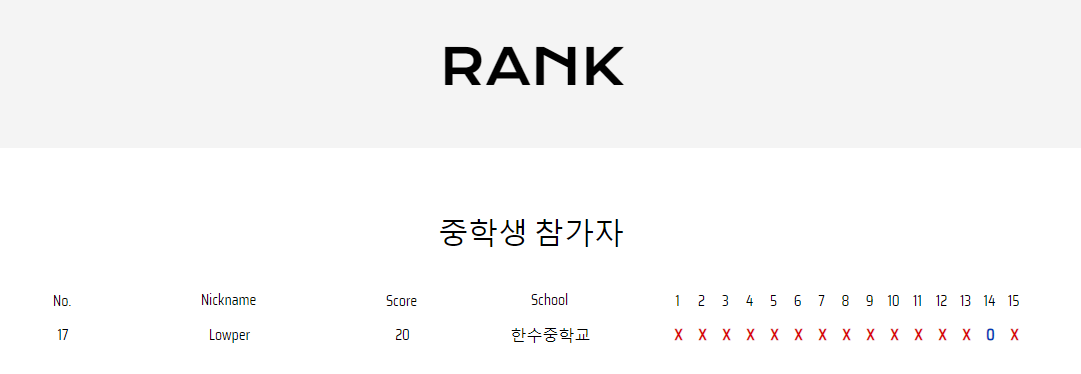 RANK
중학생 참가자
No. Nickname Score School 1 2 3 4 5 6 7 8 9 10 11 12 13 14 15
17 Lowper 20 한수중학교 X X X X X X X X X X X X X O X